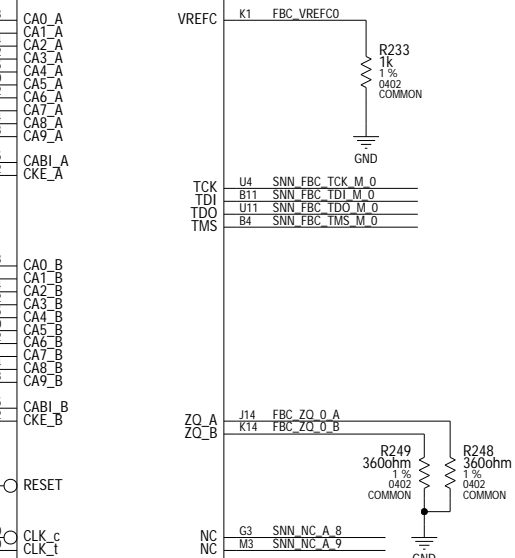 CA0_A
CA1_A
CA2_A
CA3_A
CA4_A
CA5_A
CA6_A
CA7_A
CA8_A
CA9_A
CABI_A
CKE_A
CA0_B
CA1_B
CA2_B
CA3_B
CA4_B
CA5_B
CA6_B
CA7_B
CA8_B
CA9_B
CABI_B
CKE_B
RESET
CLK_c
CLK_t
VREFC K1 FBC_VREFC0
R233
1k
1 %
0402
COMMON
GND
TCK U4 SNN_FBC_TCK_M_0
TDI B11 SNN_FBC_TDI_M_0
TDO U11 SNN_FBC_TDO_M_0
TMS B4 SNN_FBC_TMS_M_0
ZQ_A J14 FBC_ZQ_0_A
ZQ_B K14 FBC_ZQ_0_B
R249
360ohm
1 %
0402
COMMON
R248
360ohm
1 %
0402
COMMON
GND
NC G3 SNN_NC_A_8
NC M3 SNN_NC_A_9